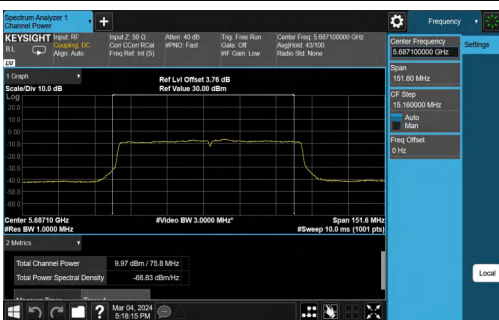 Spectrum Analyzer 1
Channel Power
+
Frequency
KEYSIGHT
RL
Input: RF
Coupling: DC
Align: Auto
Input Z: 50 Ω
Corr CCorr RCal
Freq Ref: Int (S)
Atten: 40 dB
#PNO: Fast
Trig: Free Run
Gate: Off
#IF Gain: Low
Center Freq: 5.687100000 GHz
Avg|Hold: 43/100
Radio Std: None
LXI
1 Graph
Scale/Div 10.0 dB
Ref Lvl Offset 3.76 dB
Ref Value 30.00 dBm
Log
20.0
10.0
0.00
-10.0
-20.0
-30.0
-40.0
-50.0
-60.0
Center 5.68710 GHz
#Res BW 1.0000 MHz
#Video BW 3.0000 MHz*
Span 151.6 MHz
#Sweep 10.0 ms (1001 pts)
2 Metrics
Total Channel Power 9.97 dBm / 75.8 MHz
Total Power Spectral Density -68.83 dBm/Hz
?
Mar 04, 2024
5:18:15 PM
Center Frequency
5.687100000 GHz
Settings
Span
151.60 MHz
CF Step
15.160000 MHz
Auto
Man
Freq Offset
0 Hz
Local